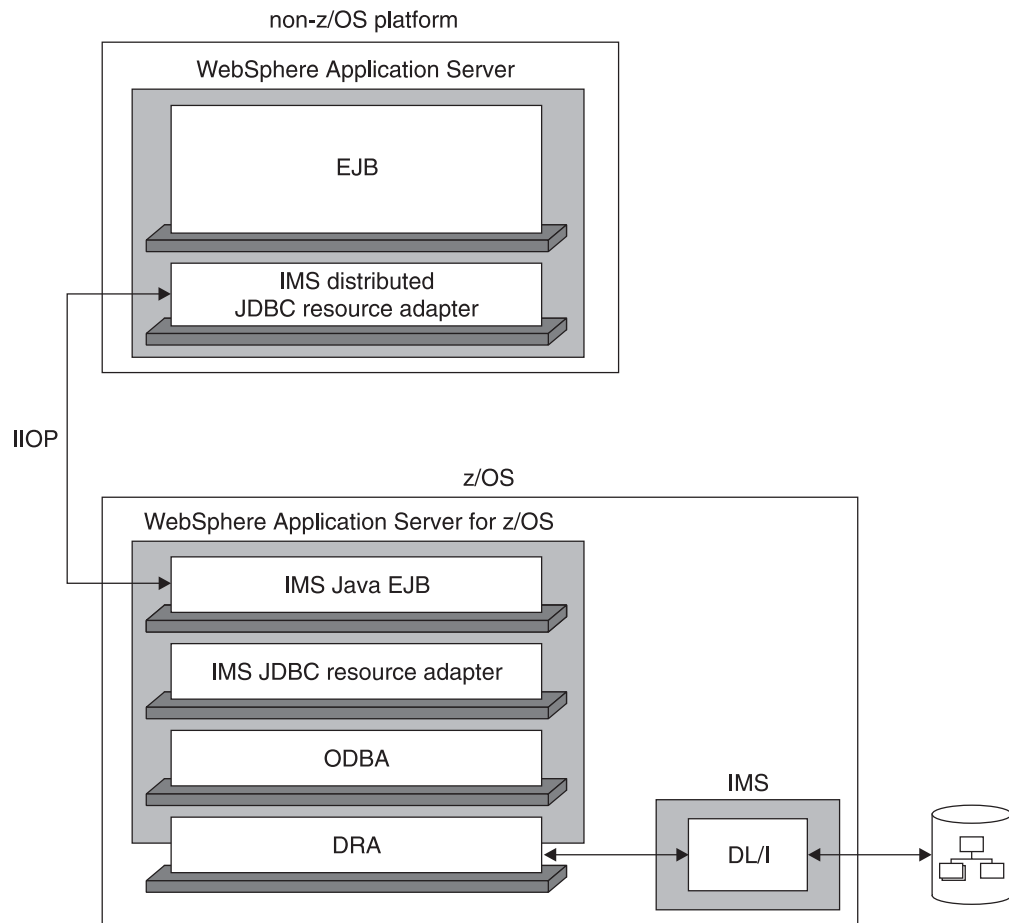 non-z/OS platform
WebSphere Application Server
EJB
IMS distributed
JDBC resource adapter
IIOP
z/OS
WebSphere Application Server for z/OS
IMS Java EJB
IMS JDBC resource adapter
ODBA
IMS
DRA
DL/I